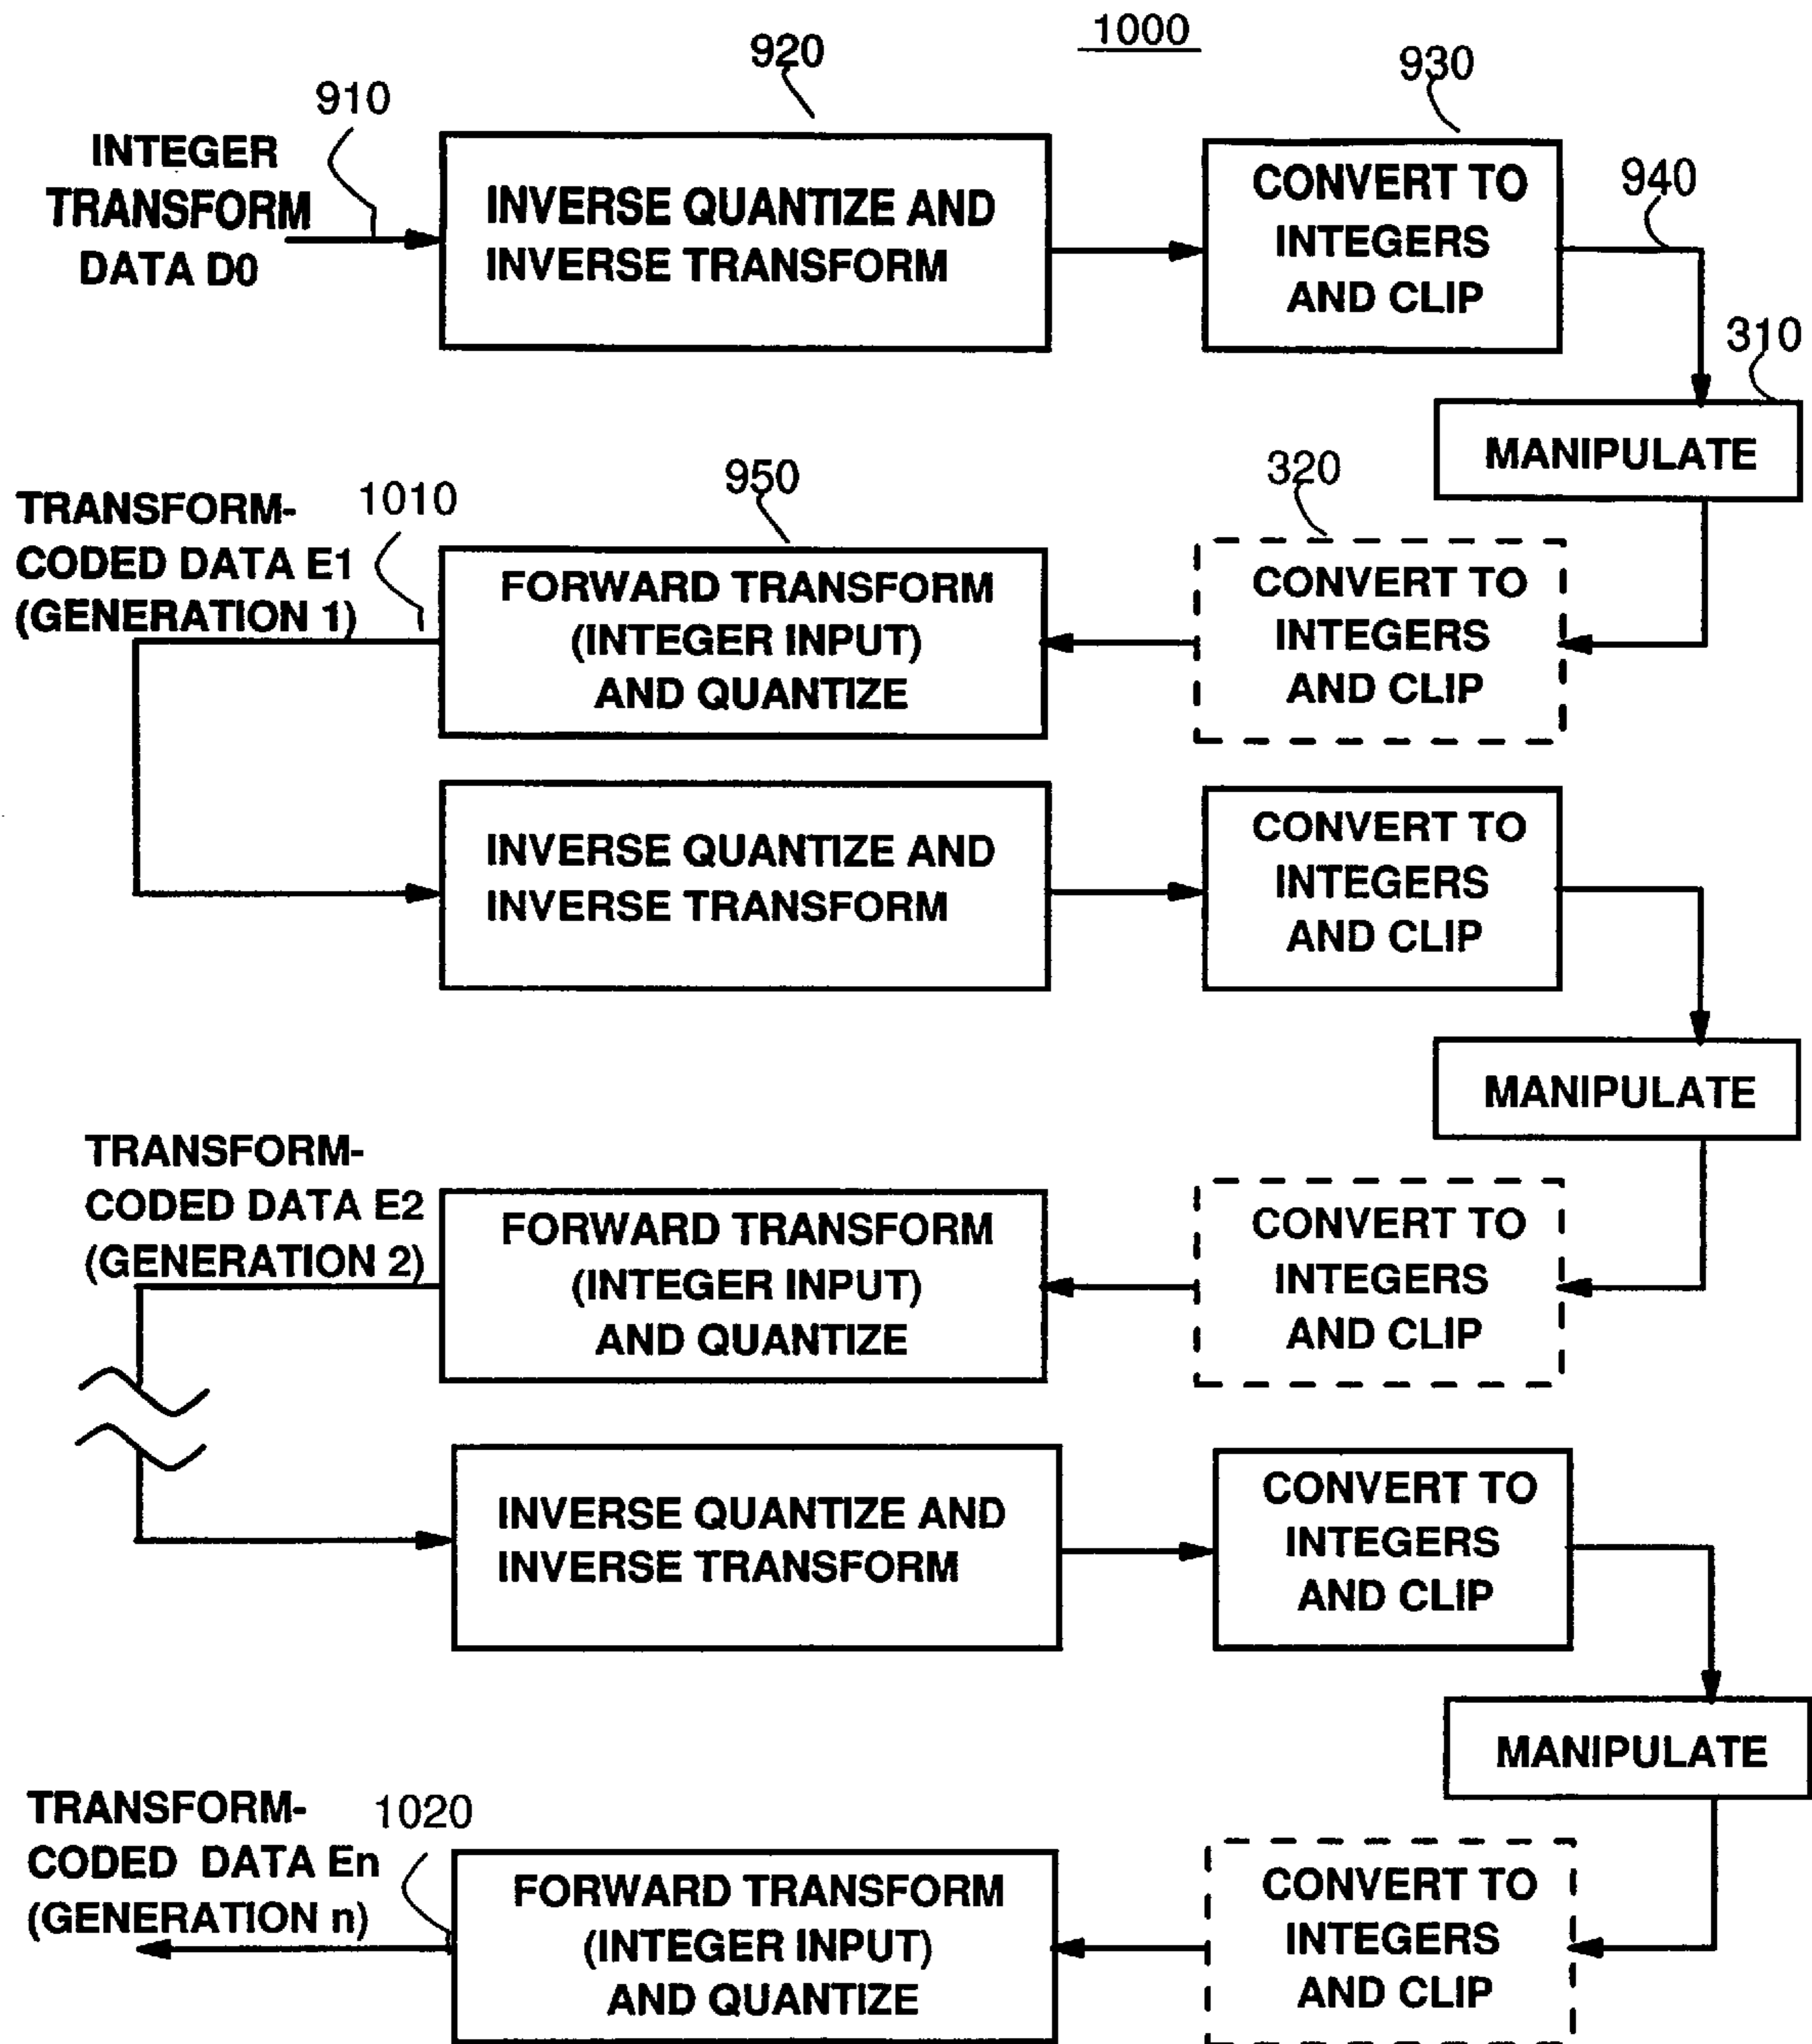 1000
920
930
910
INTEGER
TRANSFORM
DATA D0
INVERSE QUANTIZE AND
INVERSE TRANSFORM
CONVERT TO
INTEGERS
AND CLIP
940
310
MANIPULATE
TRANSFORM-
CODED DATA E1
(GENERATION 1)
1010
950
FORWARD TRANSFORM
(INTEGER INPUT)
AND QUANTIZE
320
CONVERT TO
INTEGERS
AND CLIP
INVERSE QUANTIZE AND
INVERSE TRANSFORM
CONVERT TO
INTEGERS
AND CLIP
MANIPULATE
TRANSFORM-
CODED DATA E2
(GENERATION 2)
FORWARD TRANSFORM
(INTEGER INPUT)
AND QUANTIZE
CONVERT TO
INTEGERS
AND CLIP
INVERSE QUANTIZE AND
INVERSE TRANSFORM
CONVERT TO
INTEGERS
AND CLIP
MANIPULATE
TRANSFORM-
CODED DATA En
(GENERATION n)
1020
FORWARD TRANSFORM
(INTEGER INPUT)
AND QUANTIZE
CONVERT TO
INTEGERS
AND CLIP